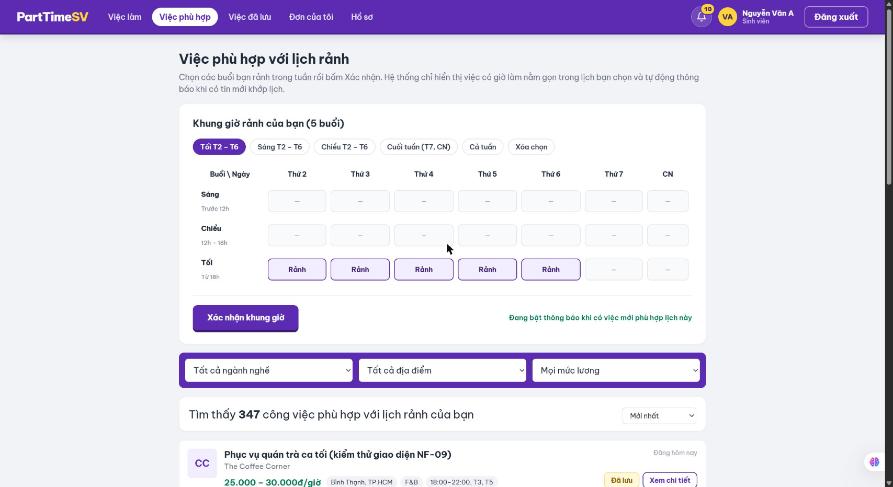 PartTimeSV Việc làm Việc phù hợp Việc đã lưu Đơn của tôi Hồ sơ 10 VA Nguyễn Văn A Đăng xuất
Sinh viên
Việc phù hợp với lịch rảnh
Chọn các buổi bạn rảnh trong tuần rồi bấm Xác nhận. Hệ thống chỉ hiển thị việc có giờ làm nằm gọn trong lịch bạn chọn và tự động thông
báo khi có tin mới khớp lịch.
Khung giờ rảnh của bạn (5 buổi)
Tối T2 – T6 Sáng T2 – T6 Chiều T2 – T6 Cuối tuần (T7, CN) Cả tuần Xóa chọn
Buổi \ Ngày Thứ 2 Thứ 3 Thứ 4 Thứ 5 Thứ 6 Thứ 7 CN
Sáng – – – – – – –
Trước 12h
Chiều – – – – – – –
12h – 18h
Tối Rảnh Rảnh Rảnh Rảnh Rảnh – –
Từ 18h
Xác nhận khung giờ Đang bật thông báo khi có việc mới phù hợp lịch này
Tất cả ngành nghề Tất cả địa điểm Mọi mức lương
Tìm thấy 347 công việc phù hợp với lịch rảnh của bạn Mới nhất
CC Phục vụ quán trà ca tối (kiểm thử giao diện NF-09) Đăng hôm nay
The Coffee Corner
25.000 – 30.000đ/giờ Bình Thạnh, TP.HCM F&B 18:00–22:00, T3, T5 Đã lưu Xem chi tiết